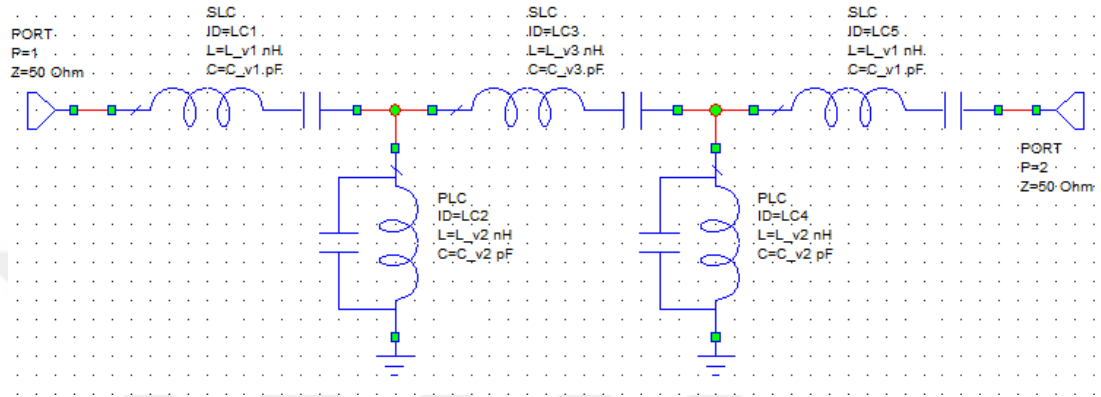 PORT
P=1
Z=50 Ohm
SLC
ID=LC1
L=L_v1 nH
C=C_v1 pF
SLC
ID=LC3
L=L_v3 nH
C=C_v3 pF
SLC
ID=LC5
L=L_v1 nH
C=C_v1 pF
PORT
P=2
Z=50 Ohm
PLC
ID=LC2
L=L_v2 nH
C=C_v2 pF
PLC
ID=LC4
L=L_v2 nH
C=C_v2 pF